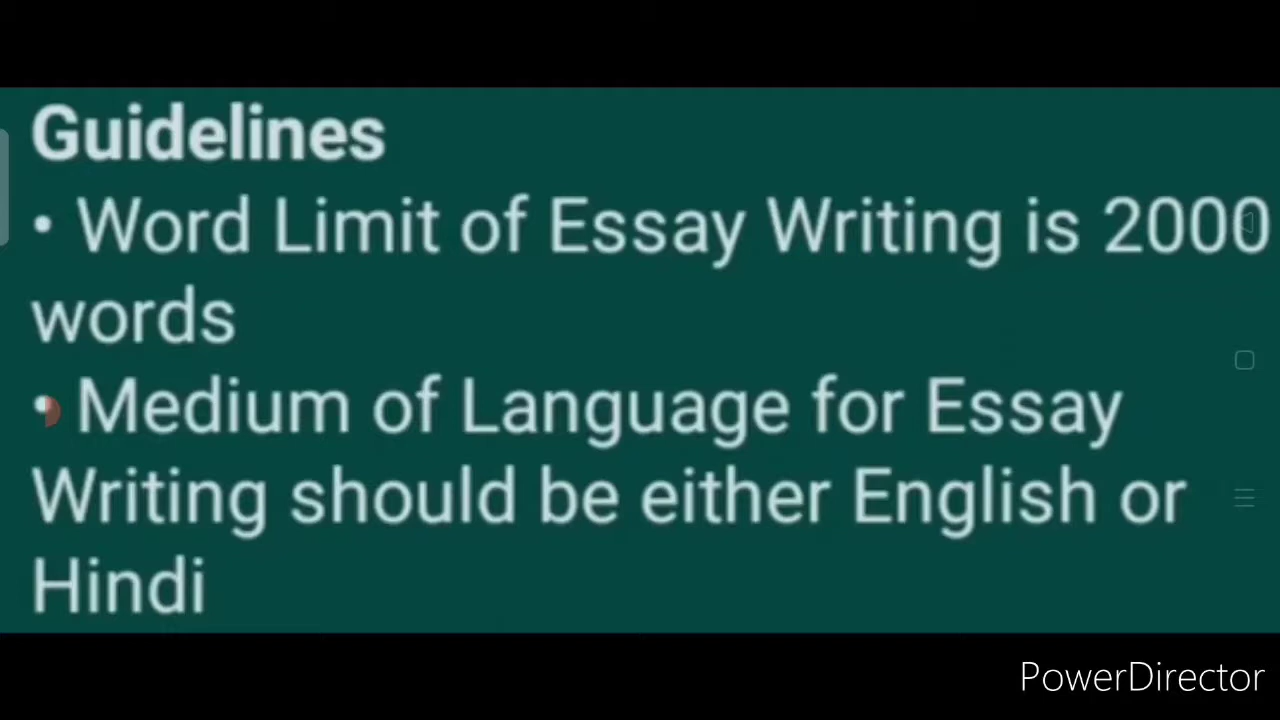 Guidelines
• Word Limit of Essay Writing is 2000
words
• Medium of Language for Essay
Writing should be either English or
Hindi
PowerDirector